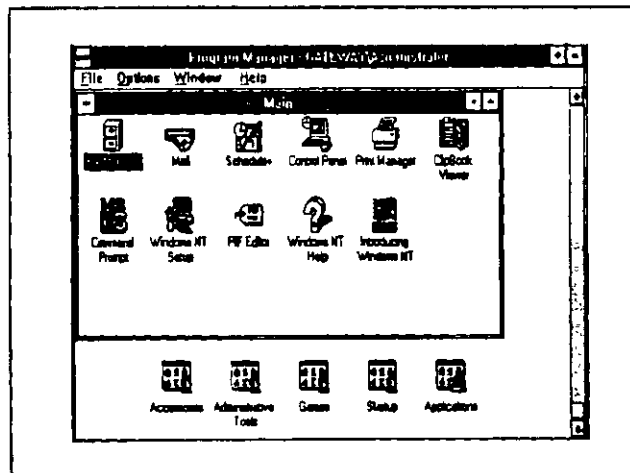 Program Manager - GATEWAY\Administrator
File Options Window Help
Main
Mail Schedule+ Control Panel Print Manager ClipBook Viewer
Command Prompt Windows NT Setup PIF Editor Windows NT Help Introducing Windows NT
Accessories Administrative Tools Games Startup Applications